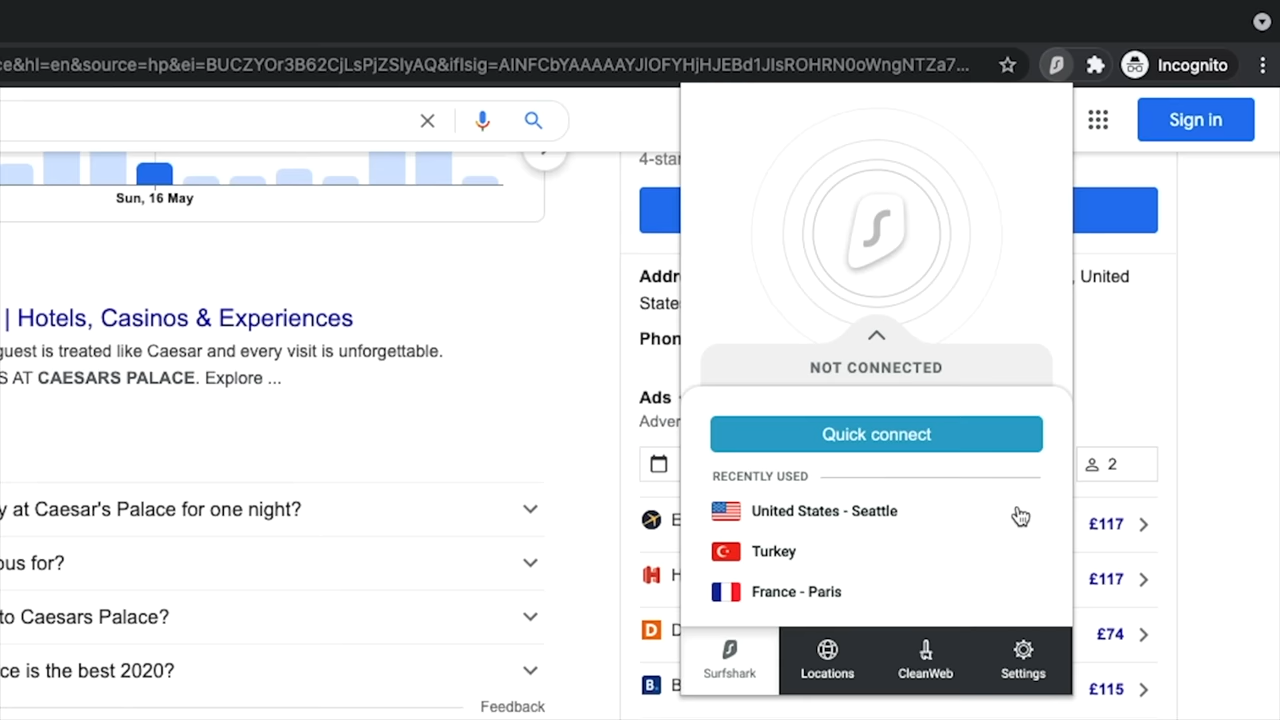 ce&hl=en&source=hp&ei=BUCZYOr3B62CjLsPjZSIyAQ&iflsig=AINFCbYAAAAAYJlOFYHjHJEBd1JIsROHRN0oWngNTZa7...
Incognito
Sign in
4-star
Sun, 16 May
Addr
, United
States
Phon
| Hotels, Casinos & Experiences
guest is treated like Caesar and every visit is unforgettable.
S AT CAESARS PALACE. Explore ...
NOT CONNECTED
Ads
Adver
Quick connect
2
RECENTLY USED
United States - Seattle
Turkey
France - Paris
y at Caesar's Palace for one night?
ous for?
to Caesars Palace?
ce is the best 2020?
Feedback
E
£117
H
£117
D
£74
B
£115
Surfshark
Locations
CleanWeb
Settings